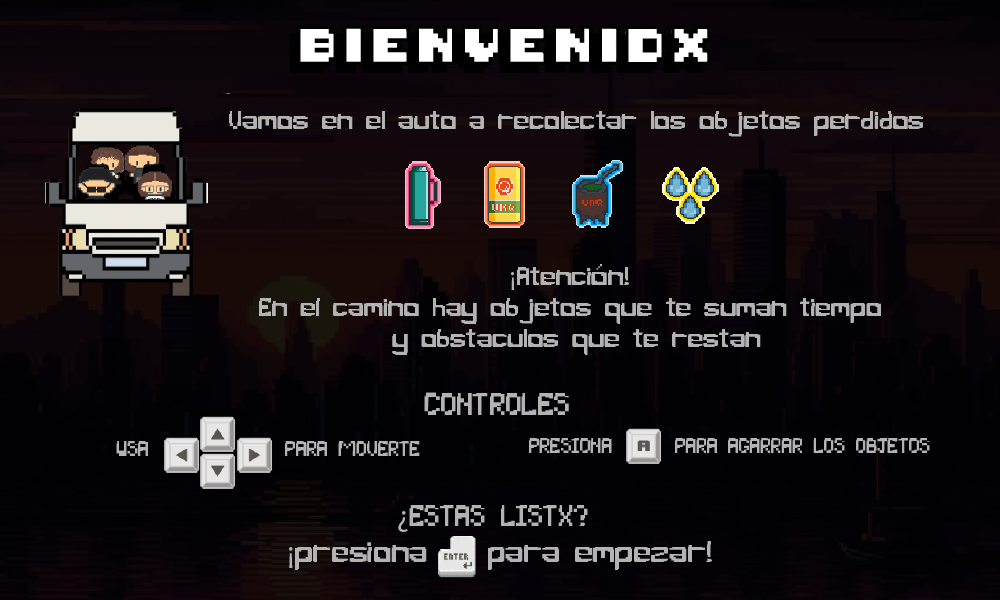 BIENVENIDX
Vamos en el auto a recolectar los objetos perdidos
¡Atención!
En el camino hay objetos que te suman tiempo
y obstaculos que te restan
CONTROLES
USA PARA MOVERTE
PRESIONA A PARA AGARRAR LOS OBJETOS
¿ESTAS LISTX?
¡presiona ENTER para empezar!